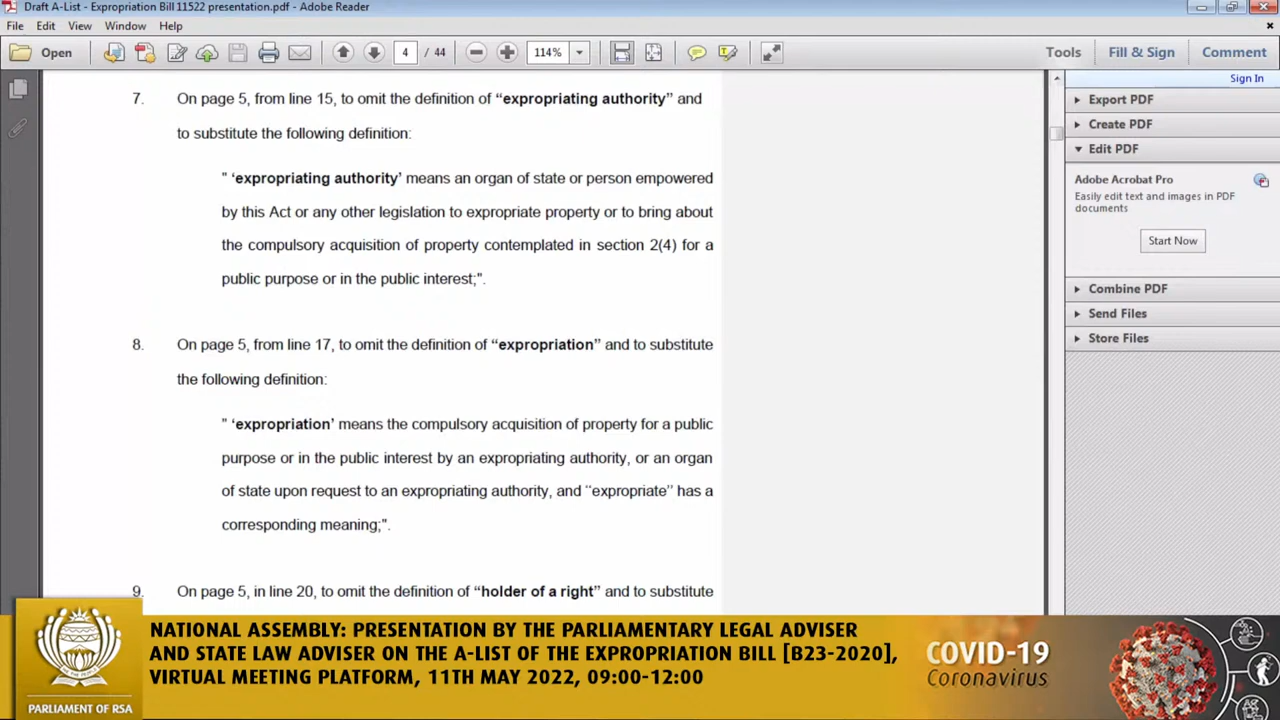 Draft A-List - Expropriation Bill 11522 presentation.pdf - Adobe Reader
File Edit View Window Help
Open 4 / 44 114% Tools Fill & Sign Comment
Sign In
Export PDF
Create PDF
Edit PDF
Adobe Acrobat Pro
Easily edit text and images in PDF
documents
Start Now
Combine PDF
Send Files
Store Files
7. On page 5, from line 15, to omit the definition of “expropriating authority” and
to substitute the following definition:
" ‘expropriating authority’ means an organ of state or person empowered
by this Act or any other legislation to expropriate property or to bring about
the compulsory acquisition of property contemplated in section 2(4) for a
public purpose or in the public interest;".
8. On page 5, from line 17, to omit the definition of “expropriation” and to substitute
the following definition:
" ‘expropriation’ means the compulsory acquisition of property for a public
purpose or in the public interest by an expropriating authority, or an organ
of state upon request to an expropriating authority, and “expropriate” has a
corresponding meaning;".
9. On page 5, in line 20, to omit the definition of “holder of a right” and to substitute
NATIONAL ASSEMBLY: PRESENTATION BY THE PARLIAMENTARY LEGAL ADVISER
AND STATE LAW ADVISER ON THE A-LIST OF THE EXPROPRIATION BILL [B23-2020],
VIRTUAL MEETING PLATFORM, 11TH MAY 2022, 09:00-12:00
PARLIAMENT OF RSA
COVID-19
Coronavirus